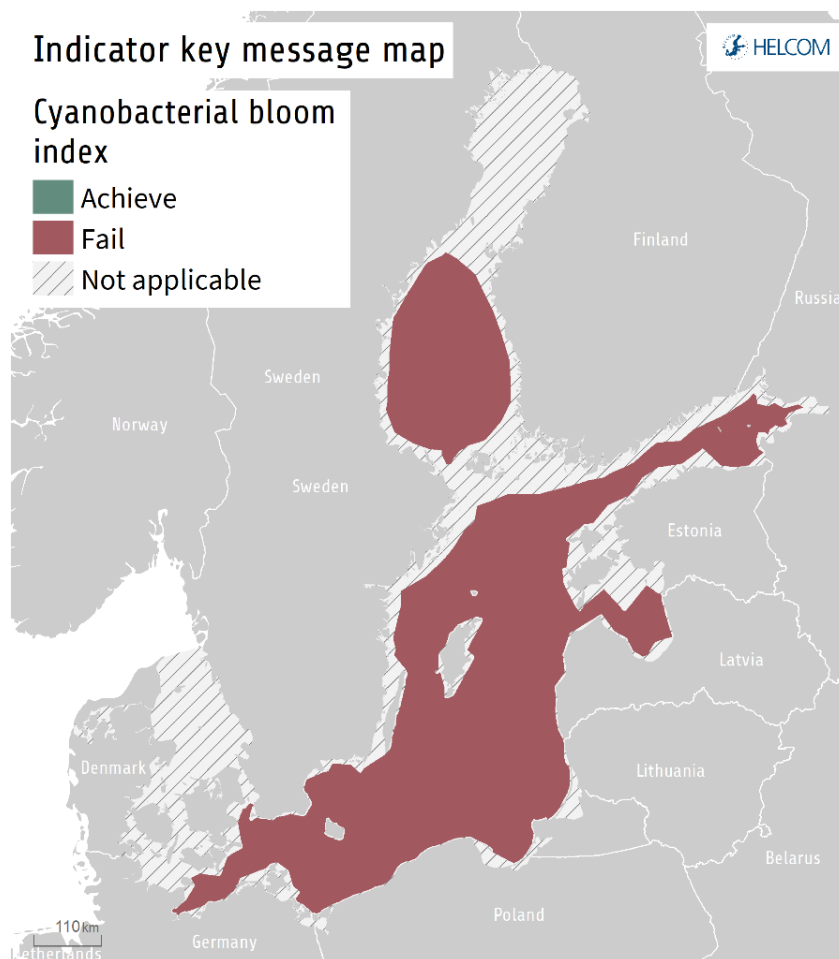 Indicator key message map
HELCOM
Cyanobacterial bloom
index
Achieve
Fail
Not applicable
Finland
Russia
Sweden
Norway
Sweden
Estonia
Latvia
Denmark
Lithuania
Belarus
Poland
110 km
Germany
etherlands